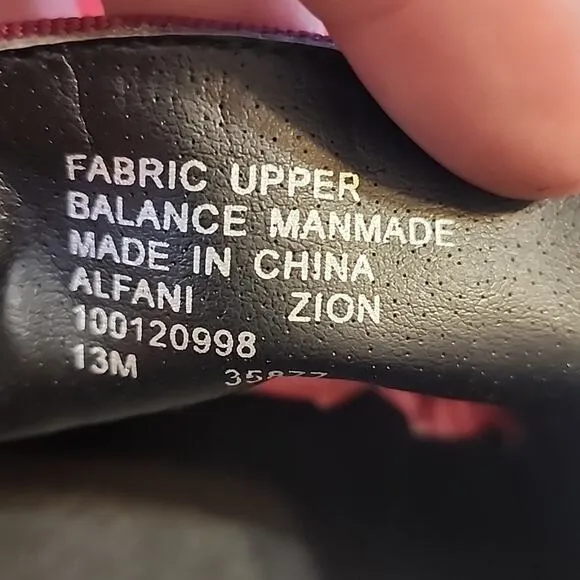 FABRIC UPPER
BALANCE MANMADE
MADE IN CHINA
ALFANI ZION
100120998
13M